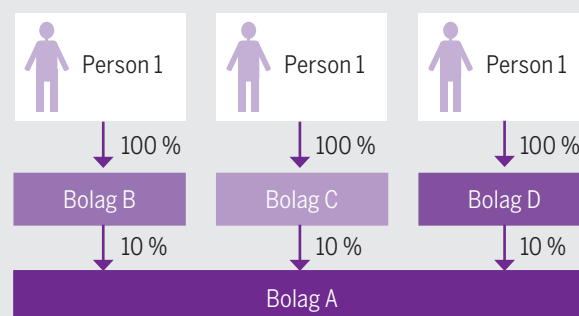 Person 1 Person 1 Person 1
100 % 100 % 100 %
Bolag B Bolag C Bolag D
10 % 10 % 10 %
Bolag A